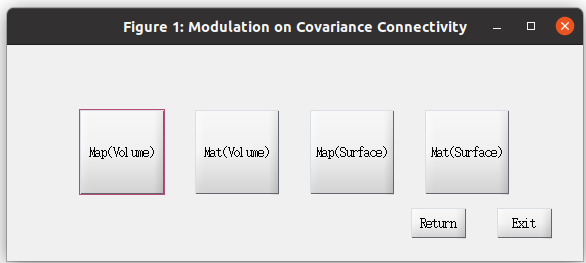 Figure 1: Modulation on Covariance Connectivity
Map(Volume) Mat(Volume) Map(Surface) Mat(Surface)
Return Exit